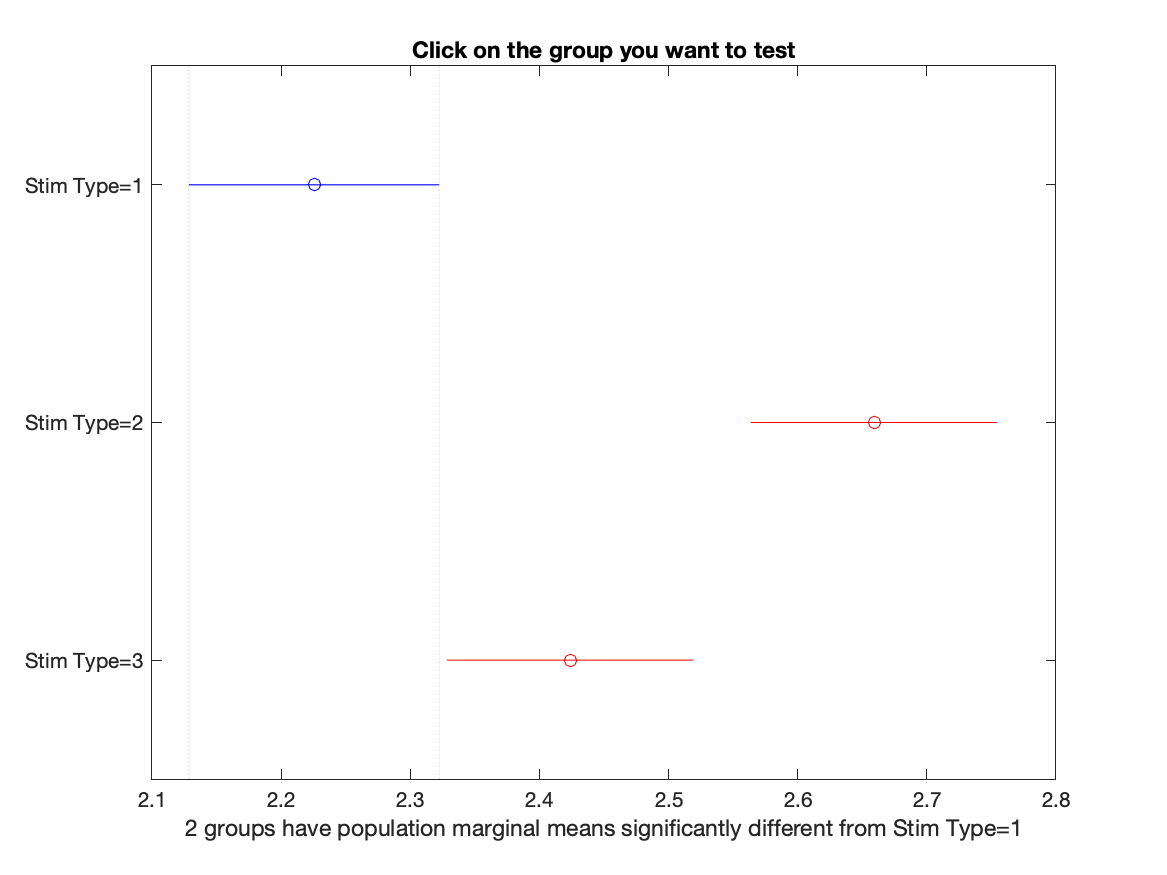 Click on the group you want to test
Stim Type=1
Stim Type=2
Stim Type=3
2.1 2.2 2.3 2.4 2.5 2.6 2.7 2.8
2 groups have population marginal means significantly different from Stim Type=1